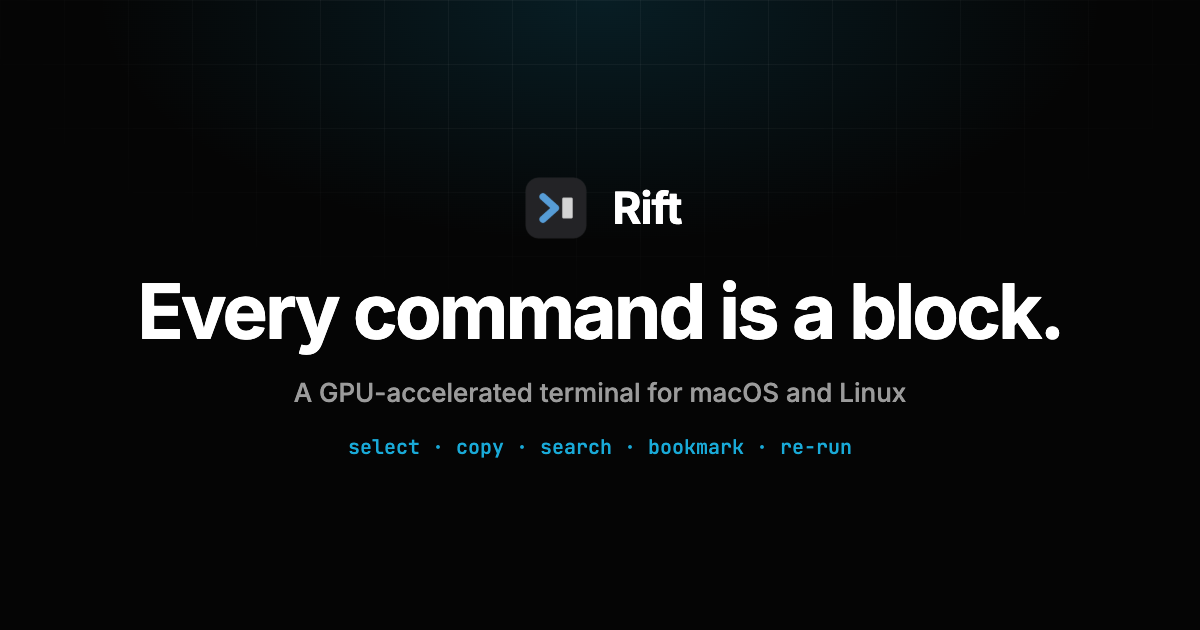 Rift
Every command is a block.
A GPU-accelerated terminal for macOS and Linux
select · copy · search · bookmark · re-run